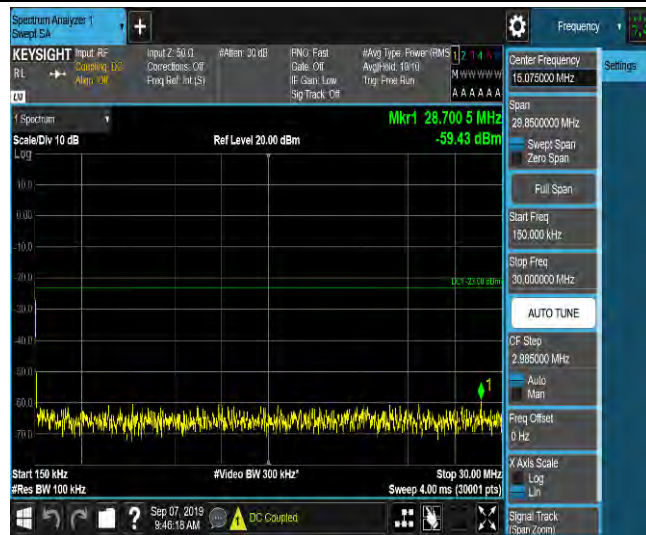 Spectrum Analyzer 1
Swept SA
+
Frequency
KEYSIGHT
Input: RF
Coupling: DC
Align: Off
Input Z: 50 Ω
Corrections: Off
Freq Ref: Int (S)
#Atten: 30 dB
PNO: Fast
Gate: Off
IF Gain: Low
Sig Track: Off
#Avg Type: Power (RMS
Avg|Hold: 10/10
Trig: Free Run
M W W W W W
A A A A A A
RL
LXI
Center Frequency
15.075000 MHz
Settings
1 Spectrum
Scale/Div 10 dB
Log
Ref Level 20.00 dBm
Mkr1 28.700 5 MHz
-59.43 dBm
Span
29.8500000 MHz
Swept Span
Zero Span
Full Span
Start Freq
150.000 kHz
Stop Freq
30.000000 MHz
AUTO TUNE
CF Step
2.985000 MHz
Auto
Man
Freq Offset
0 Hz
X Axis Scale
Log
Lin
Signal Track
(Span Zoom)
10.0
0.00
-10.0
-20.0
DL1 -23.00 dBm
-30.0
-40.0
-50.0
-60.0
-70.0
1
Start 150 kHz
#Res BW 100 kHz
#Video BW 300 kHz*
Stop 30.00 MHz
Sweep 4.00 ms (30001 pts)
?
Sep 07, 2019
9:46:18 AM
DC Coupled